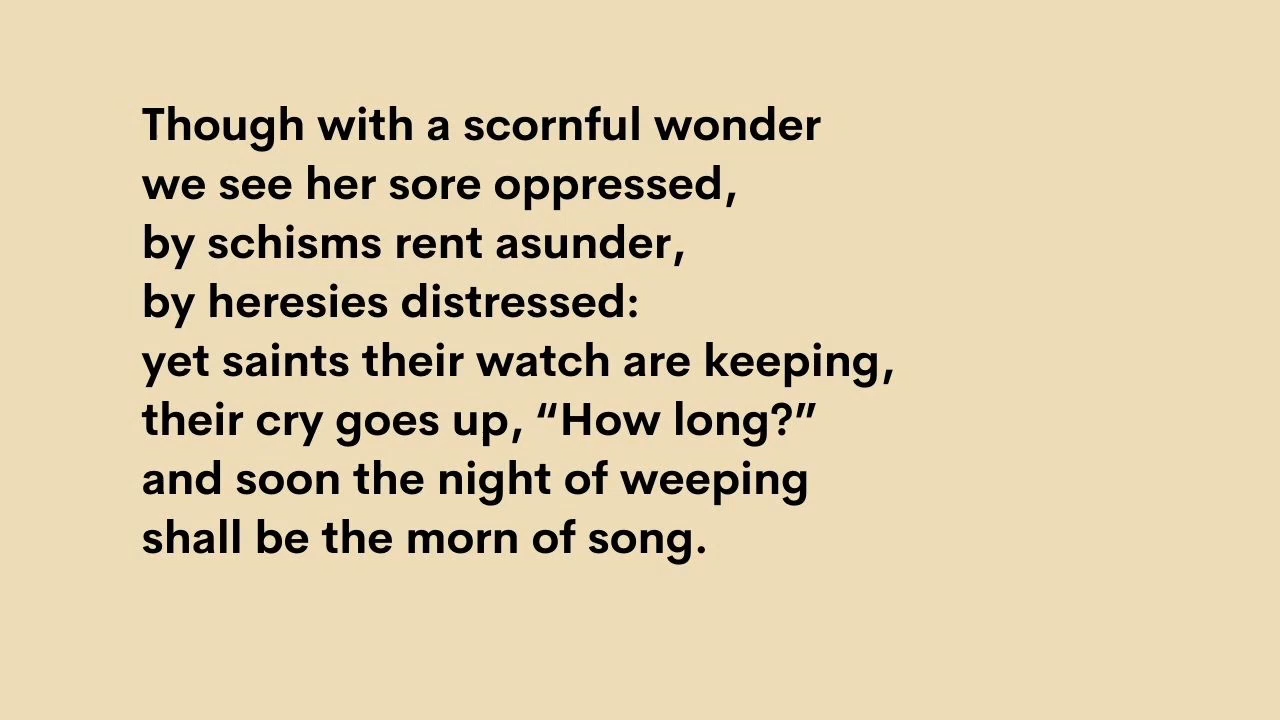 Though with a scornful wonder
we see her sore oppressed,
by schisms rent asunder,
by heresies distressed:
yet saints their watch are keeping,
their cry goes up, “How long?”
and soon the night of weeping
shall be the morn of song.